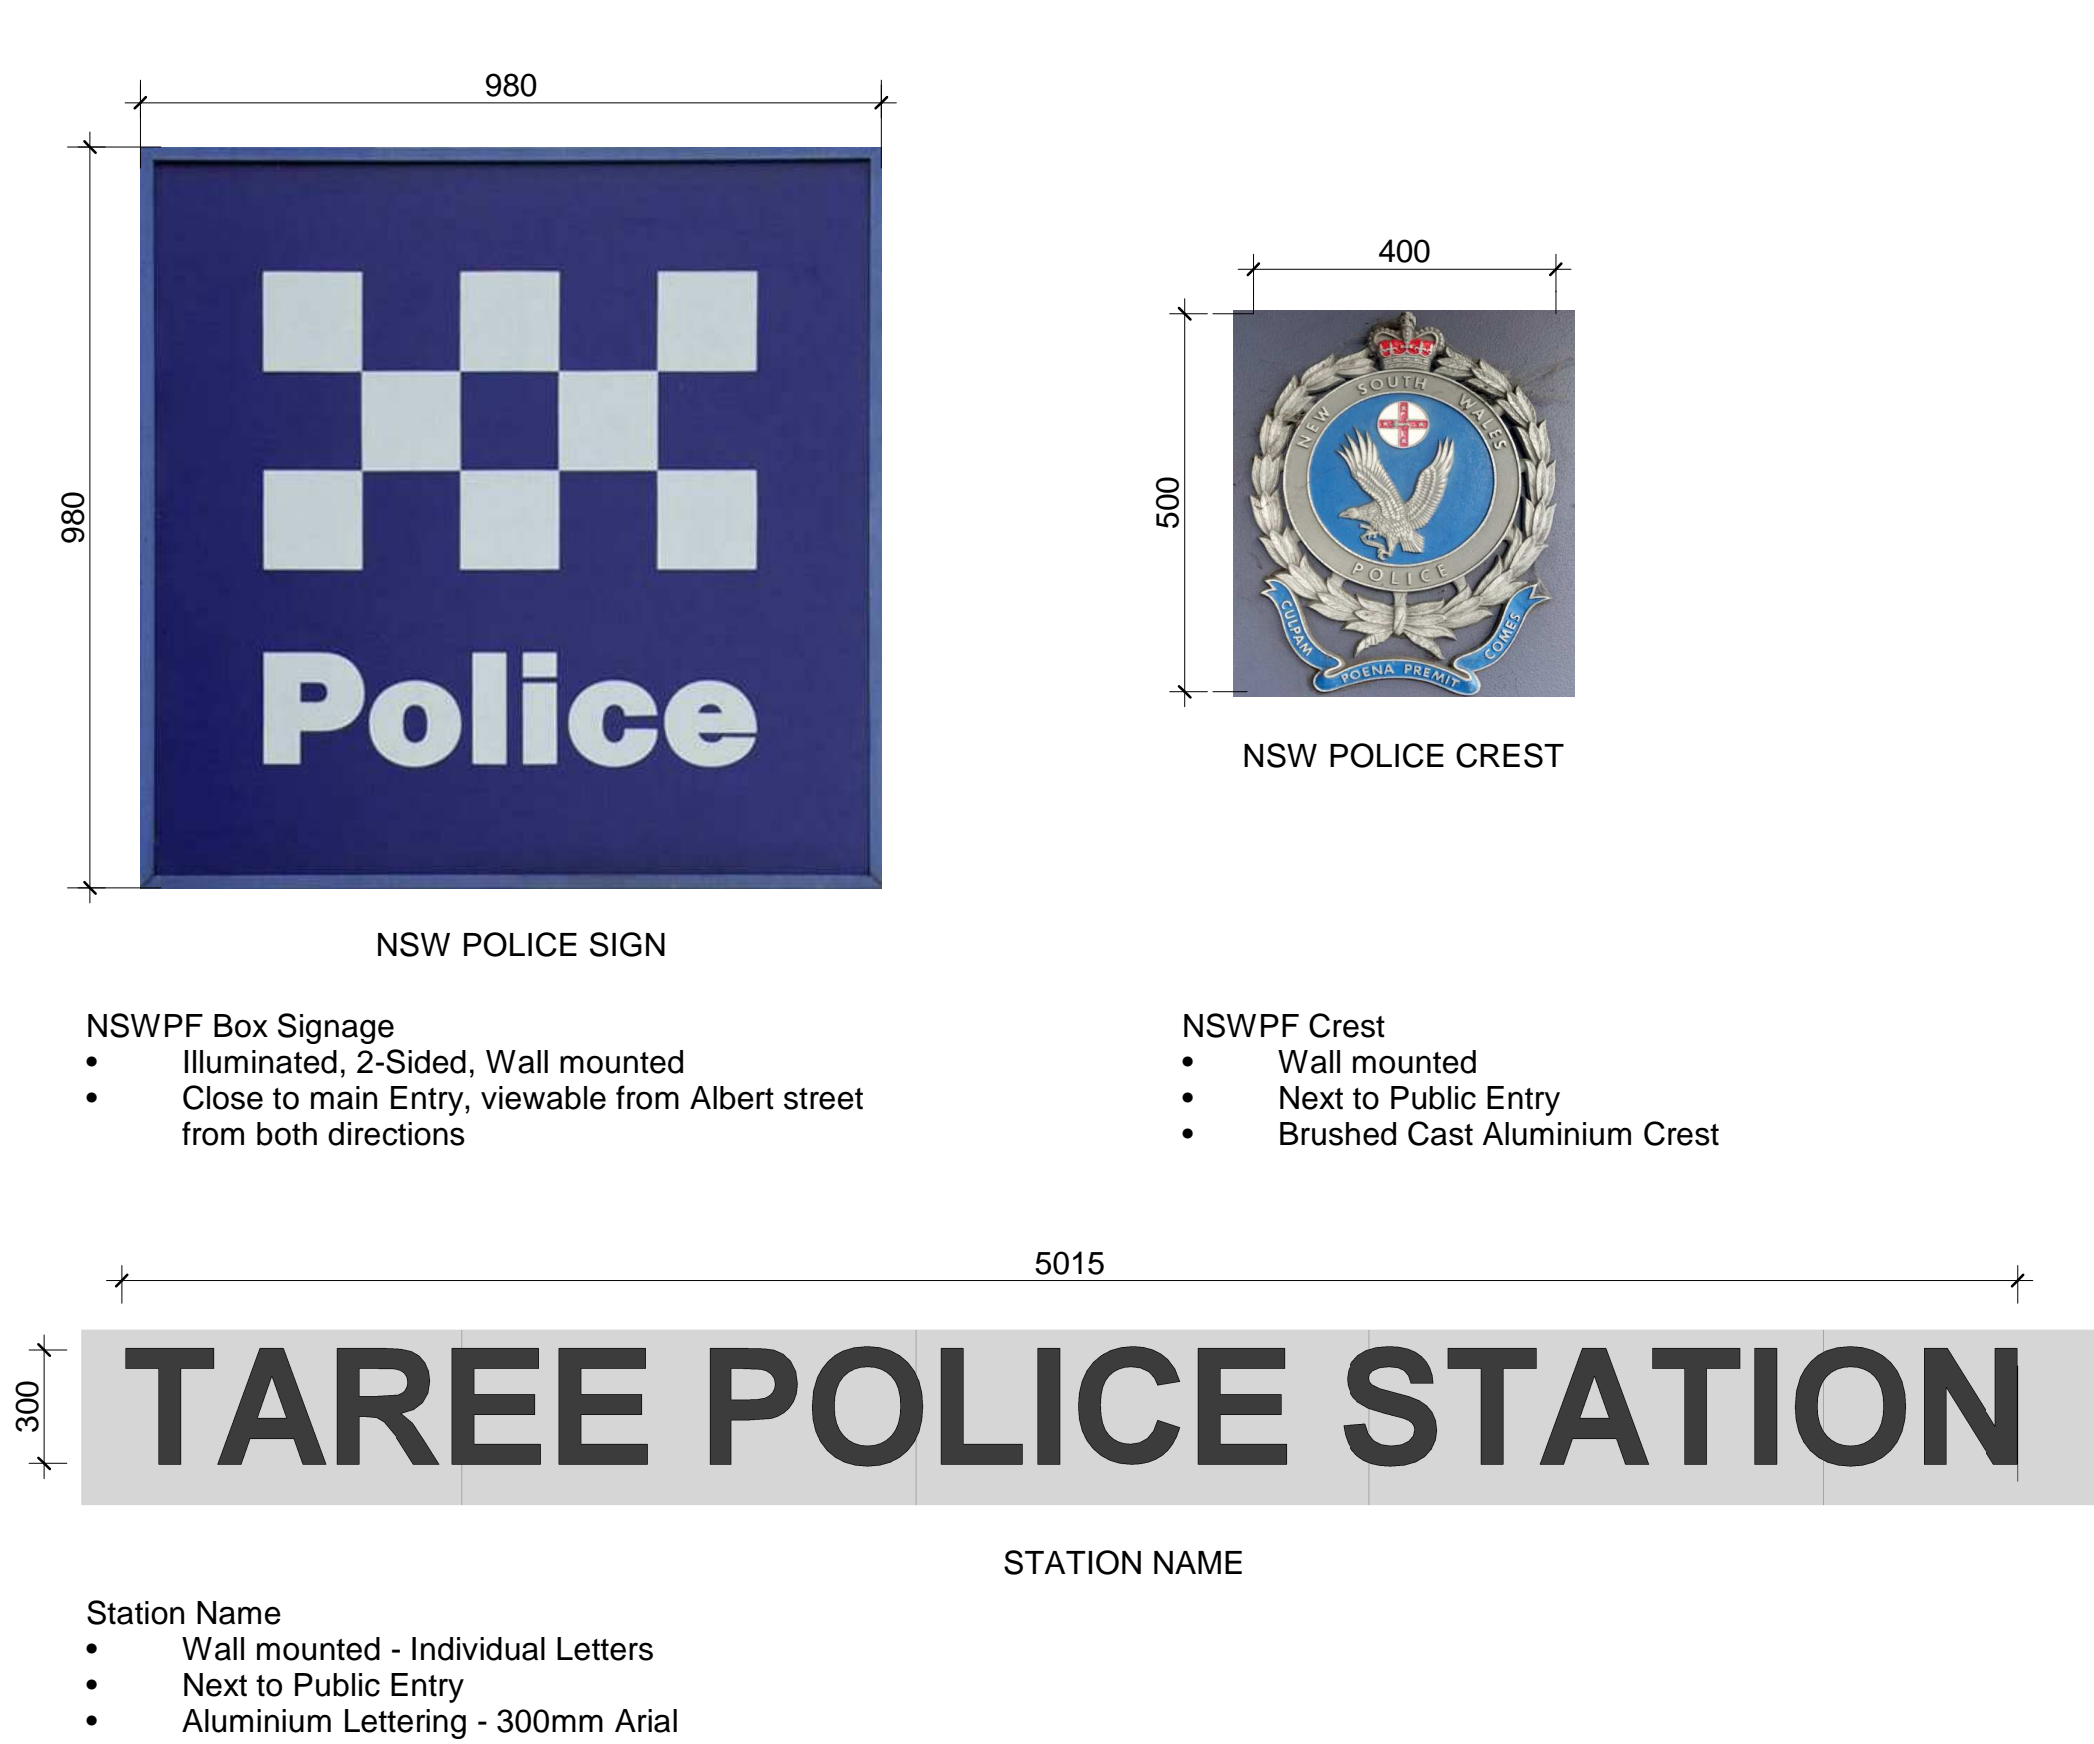 980
980
Police
NSW POLICE SIGN
400
500
NEW SOUTH WALES
POLICE
CULPAM POENA PREMIT COMES
NSW POLICE CREST
NSWPF Box Signage
• Illuminated, 2-Sided, Wall mounted
• Close to main Entry, viewable from Albert street
from both directions
NSWPF Crest
• Wall mounted
• Next to Public Entry
• Brushed Cast Aluminium Crest
5015
300
TAREE POLICE STATION
STATION NAME
Station Name
• Wall mounted - Individual Letters
• Next to Public Entry
• Aluminium Lettering - 300mm Arial